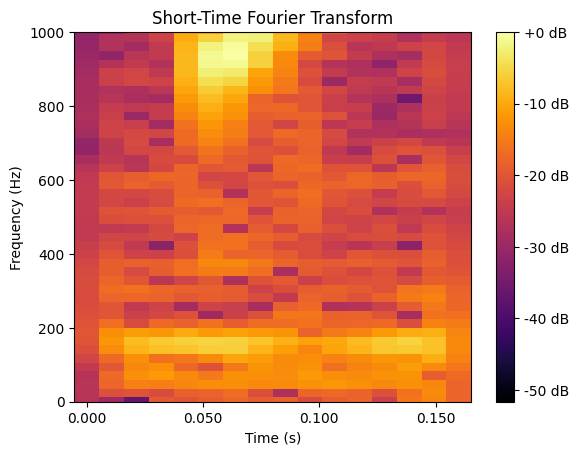 Short-Time Fourier Transform
Frequency (Hz)
1000
800
600
400
200
0
0.000
0.050
0.100
0.150
Time (s)
+0 dB
-10 dB
-20 dB
-30 dB
-40 dB
-50 dB